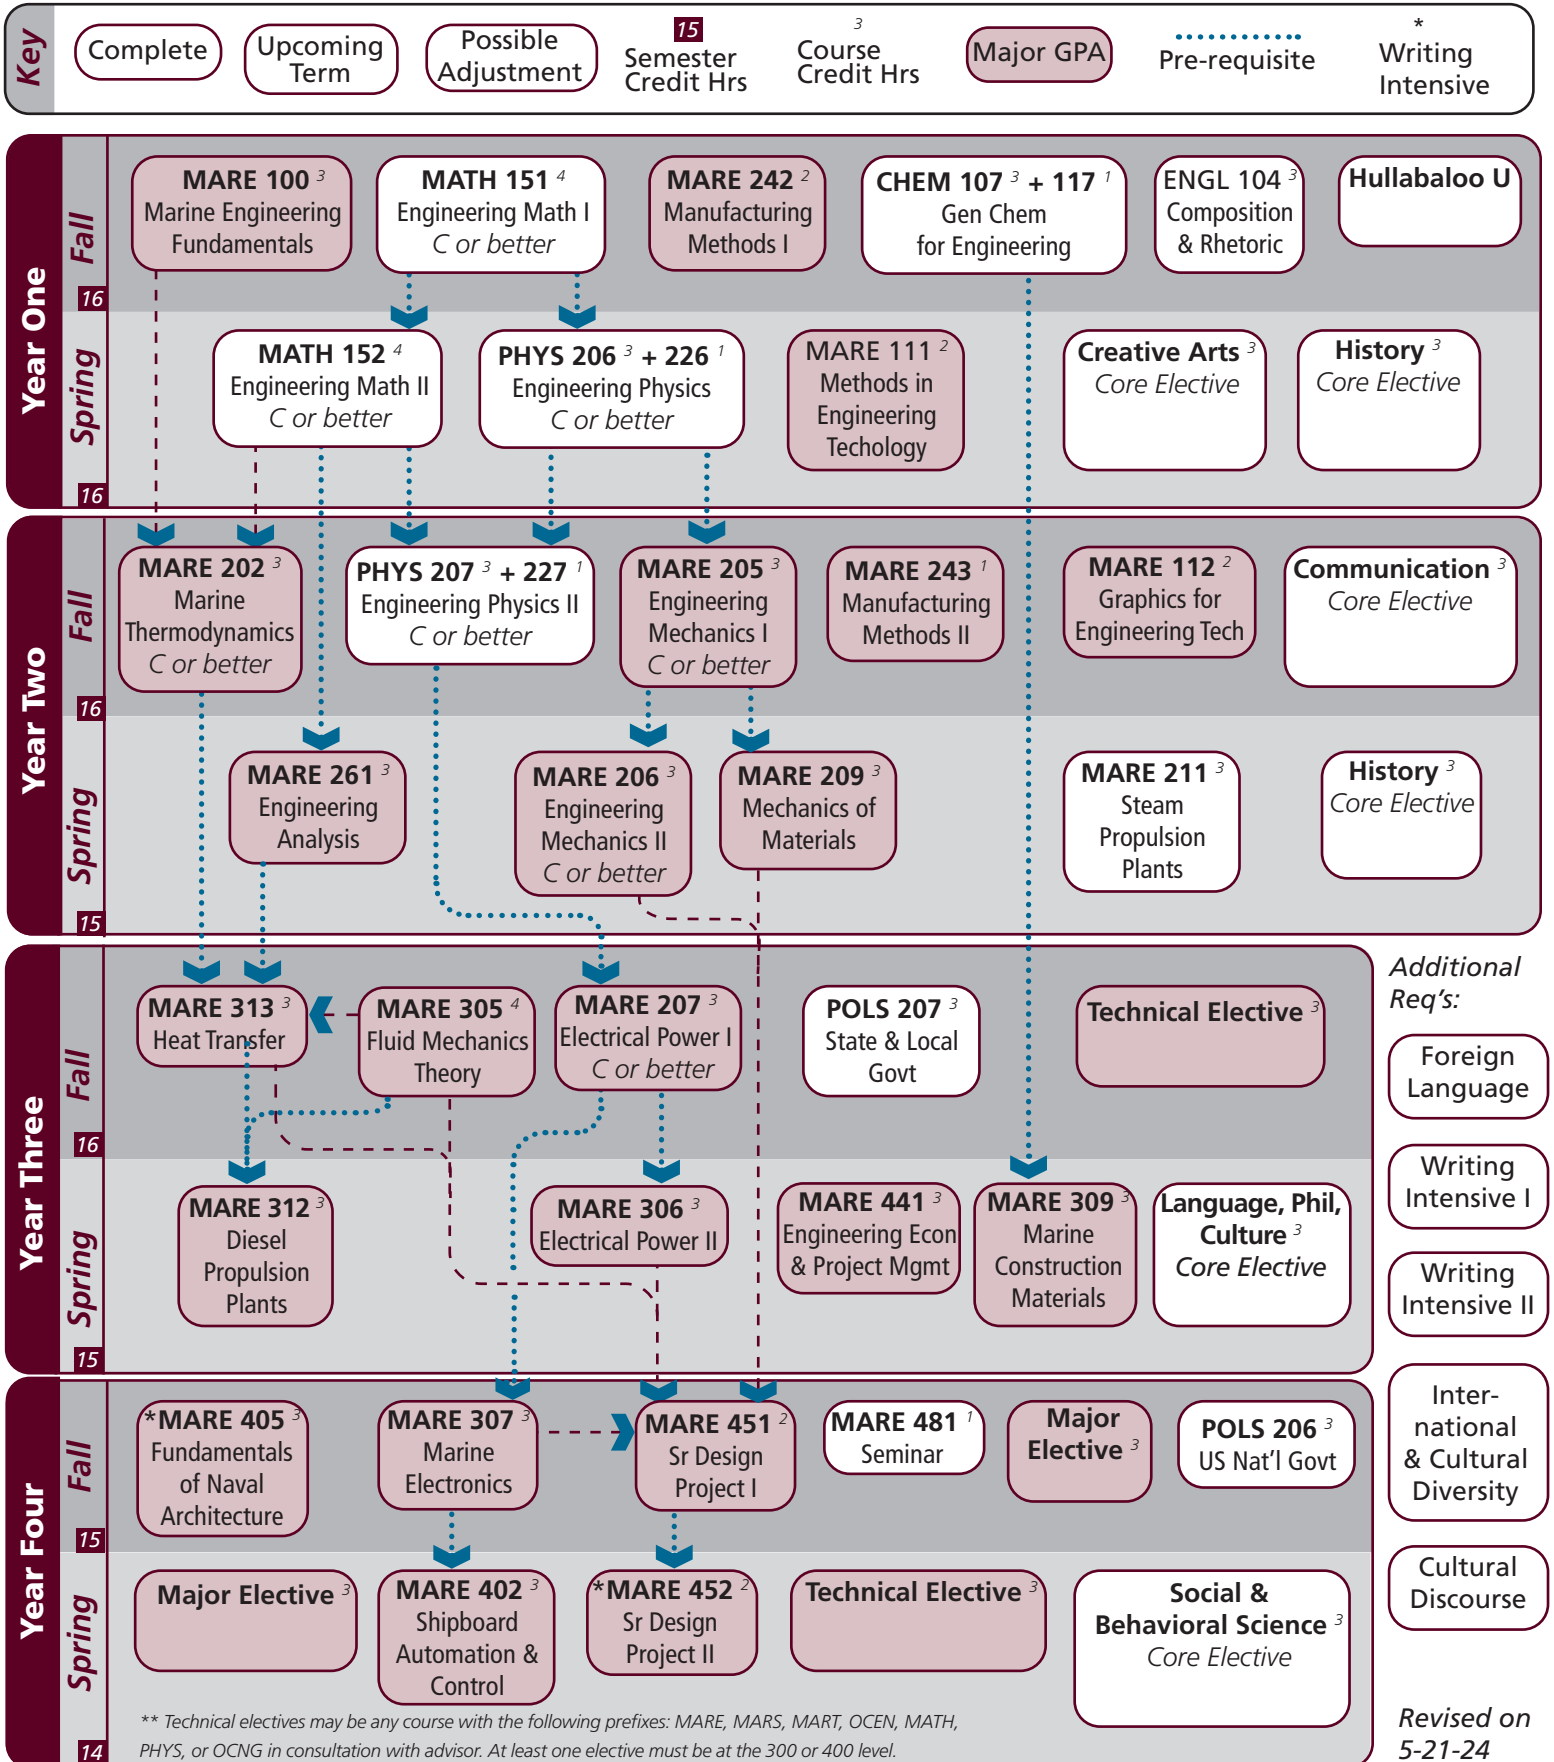 Key
Complete
Upcoming
Term
Possible
Adjustment
15
Semester
Credit Hrs
3
Course
Credit Hrs
Major GPA
Pre-requisite
*
Writing
Intensive
Year One
Fall
16
MARE 100 3
Marine Engineering
Fundamentals
MATH 151 4
Engineering Math I
C or better
MARE 242 2
Manufacturing
Methods I
CHEM 107 3 + 117 1
Gen Chem
for Engineering
ENGL 104 3
Composition
& Rhetoric
Hullabaloo U
Spring
16
MATH 152 4
Engineering Math II
C or better
PHYS 206 3 + 226 1
Engineering Physics
C or better
MARE 111 2
Methods in
Engineering
Techology
Creative Arts 3
Core Elective
History 3
Core Elective
Year Two
Fall
16
MARE 202 3
Marine
Thermodynamics
C or better
PHYS 207 3 + 227 1
Engineering Physics II
C or better
MARE 205 3
Engineering
Mechanics I
C or better
MARE 243 1
Manufacturing
Methods II
MARE 112 2
Graphics for
Engineering Tech
Communication 3
Core Elective
Spring
15
MARE 261 3
Engineering
Analysis
MARE 206 3
Engineering
Mechanics II
C or better
MARE 209 3
Mechanics of
Materials
MARE 211 3
Steam
Propulsion
Plants
History 3
Core Elective
Year Three
Fall
16
MARE 313 3
Heat Transfer
MARE 305 4
Fluid Mechanics
Theory
MARE 207 3
Electrical Power I
C or better
POLS 207 3
State & Local
Govt
Technical Elective 3
Spring
15
MARE 312 3
Diesel
Propulsion
Plants
MARE 306 3
Electrical Power II
MARE 441 3
Engineering Econ
& Project Mgmt
MARE 309 3
Marine
Construction
Materials
Language, Phil,
Culture 3
Core Elective
Year Four
Fall
15
*MARE 405 3
Fundamentals
of Naval
Architecture
MARE 307 3
Marine
Electronics
MARE 451 2
Sr Design
Project I
MARE 481 1
Seminar
Major
Elective 3
POLS 206 3
US Nat'l Govt
Spring
14
Major Elective 3
MARE 402 3
Shipboard
Automation &
Control
*MARE 452 2
Sr Design
Project II
Technical Elective 3
Social &
Behavioral Science 3
Core Elective
** Technical electives may be any course with the following prefixes: MARE, MARS, MART, OCEN, MATH,
PHYS, or OCNG in consultation with advisor. At least one elective must be at the 300 or 400 level.
Additional
Req's:
Foreign
Language
Writing
Intensive I
Writing
Intensive II
Inter-
national
& Cultural
Diversity
Cultural
Discourse
Revised on
5-21-24